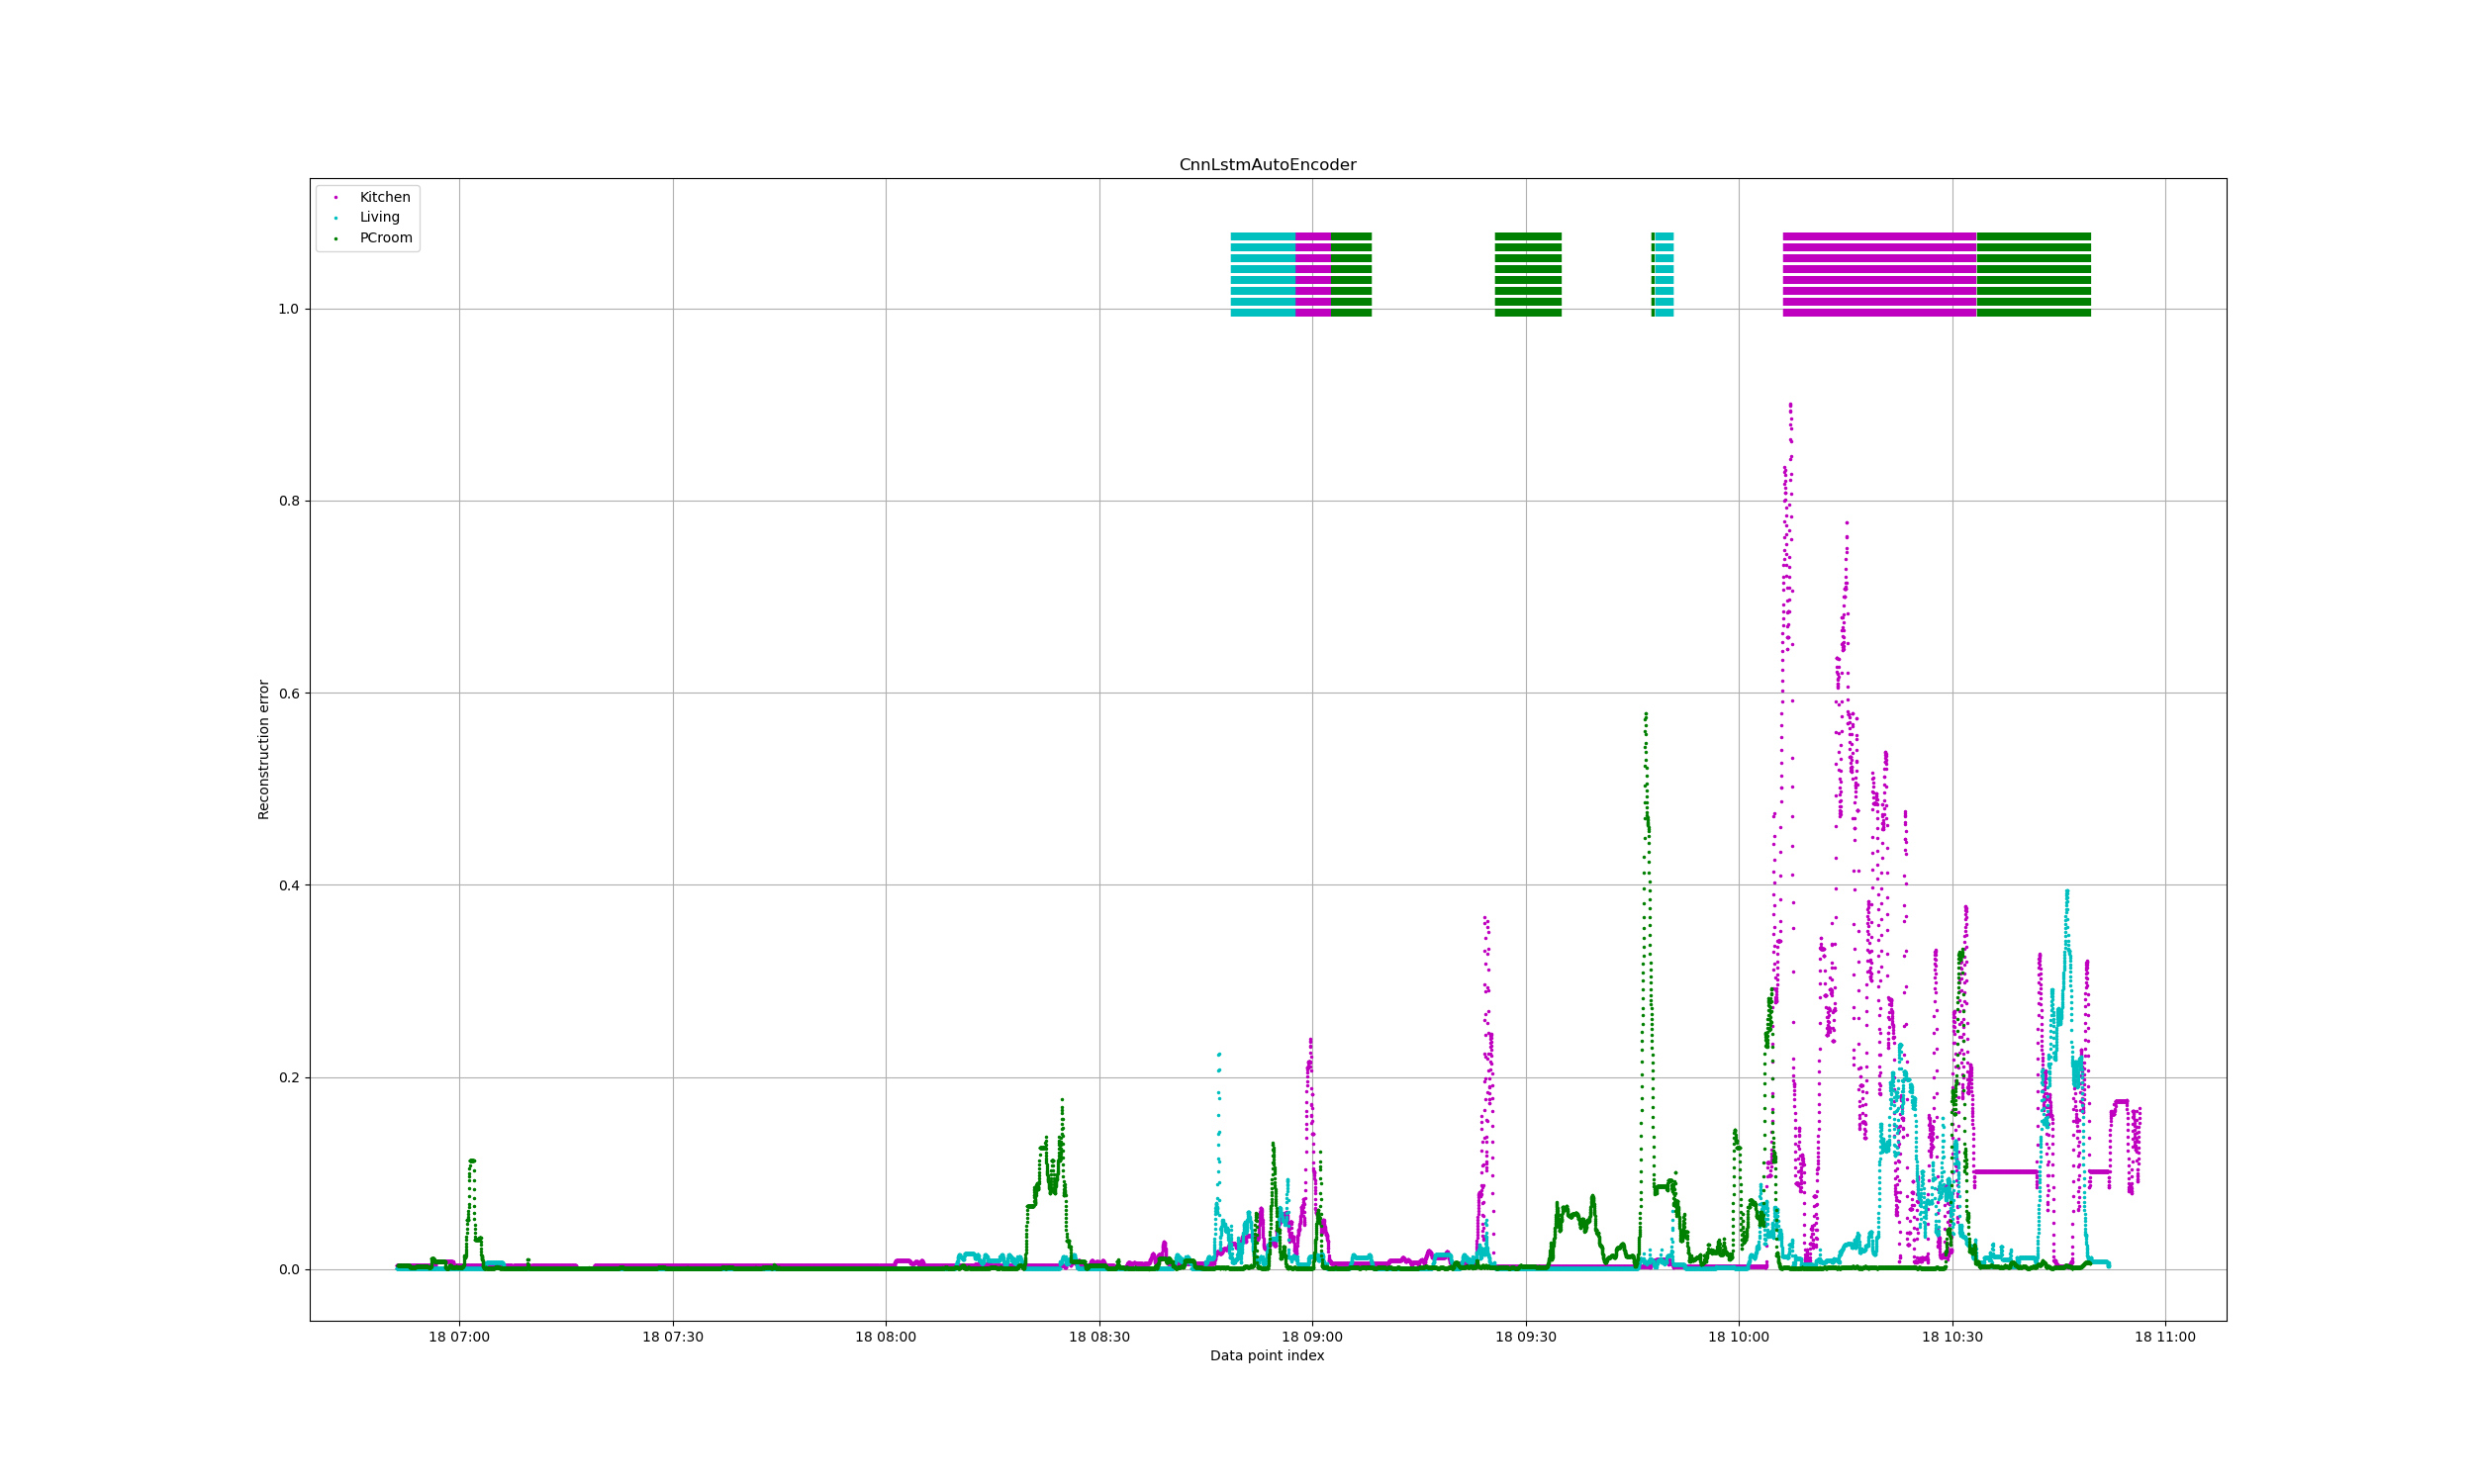 CnnLstmAutoEncoder
Kitchen
Living
PCroom
1.0
0.8
0.6
0.4
0.2
0.0
Reconstruction error
18 07:00 18 07:30 18 08:00 18 08:30 18 09:00 18 09:30 18 10:00 18 10:30 18 11:00
Data point index